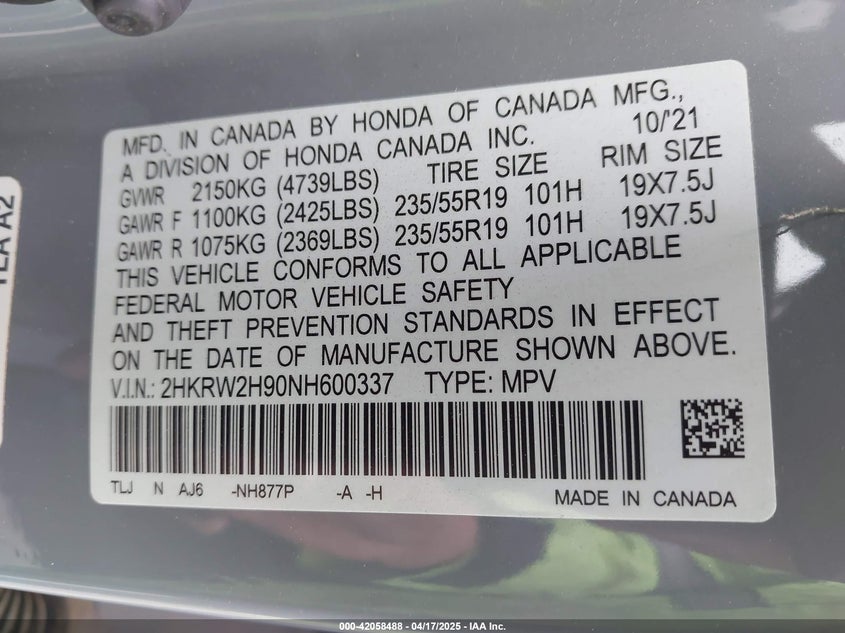 MFD. IN CANADA BY HONDA OF CANADA MFG.,
A DIVISION OF HONDA CANADA INC. 10/'21
GVWR 2150KG (4739LBS) TIRE SIZE RIM SIZE
GAWR F 1100KG (2425LBS) 235/55R19 101H 19X7.5J
GAWR R 1075KG (2369LBS) 235/55R19 101H 19X7.5J
THIS VEHICLE CONFORMS TO ALL APPLICABLE
FEDERAL MOTOR VEHICLE SAFETY
AND THEFT PREVENTION STANDARDS IN EFFECT
ON THE DATE OF MANUFACTURE SHOWN ABOVE.
V.I.N.: 2HKRW2H90NH600337 TYPE: MPV
TLJ N AJ6 -NH877P -A -H MADE IN CANADA
A2
000-42058488 - 04/17/2025 - IAA Inc.